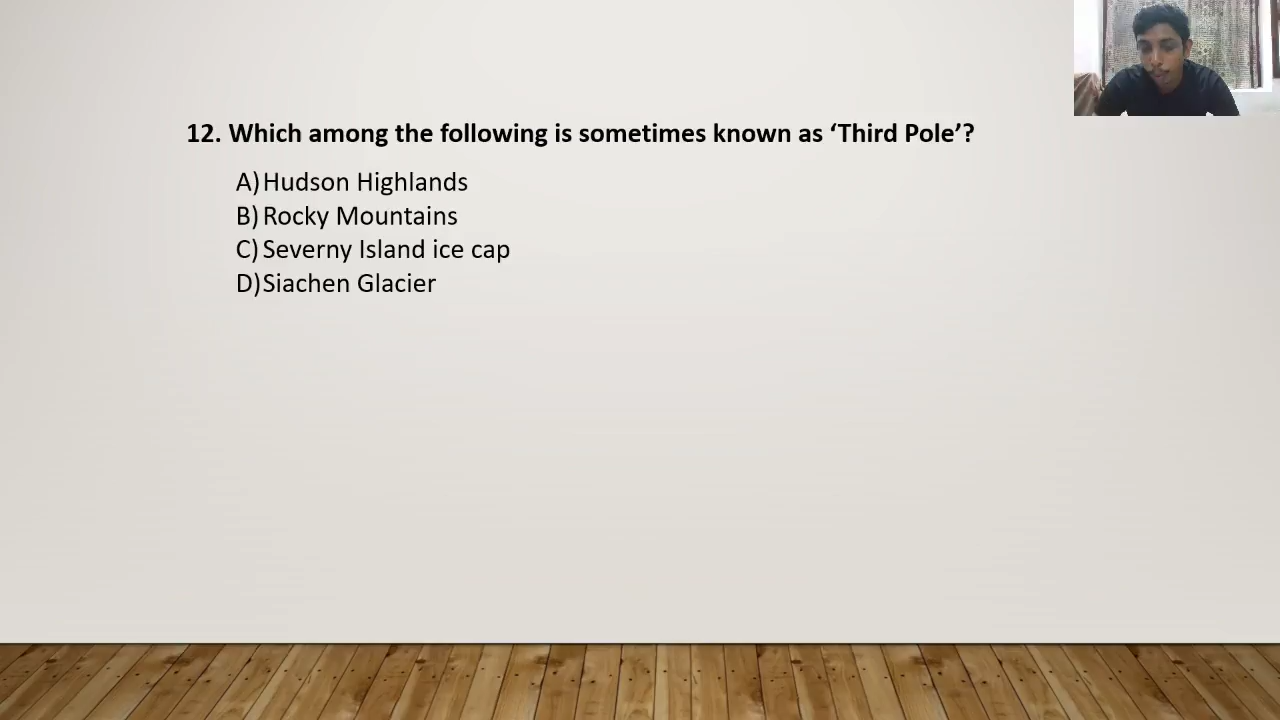 12. Which among the following is sometimes known as ‘Third Pole’?
A) Hudson Highlands
B) Rocky Mountains
C) Severny Island ice cap
D) Siachen Glacier